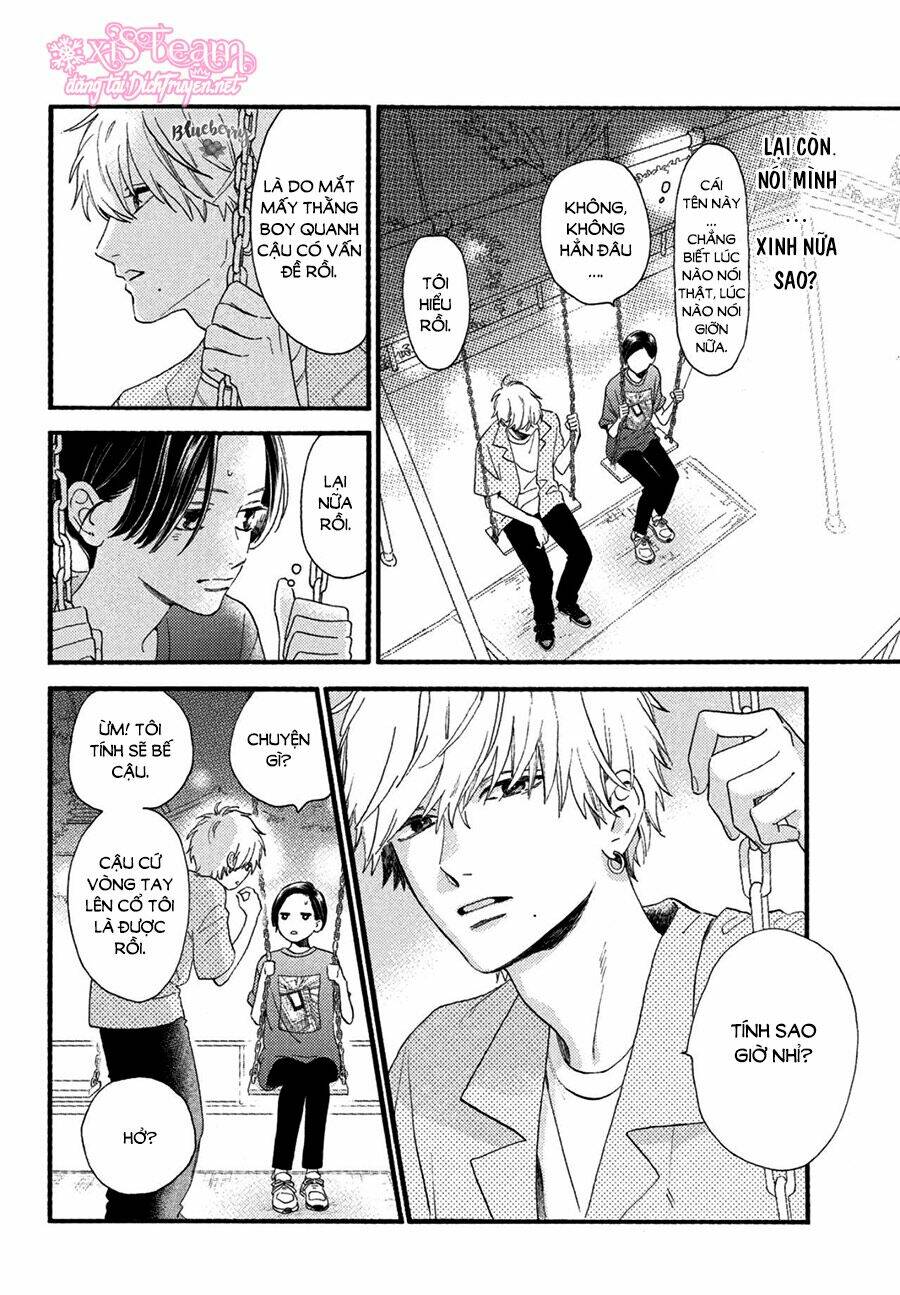 xisTeam
đăng tại DichTruyen.net
Blueberry
LẠI CÒN
NÓI MÌNH
...
XINH NỮA
SAO?
CÁI
TÊN NÀY
...
CHẲNG
BIẾT LÚC
NÀO NÓI
THẬT, LÚC
NÀO NÓI
GIỠN
NỮA.
KHÔNG,
KHÔNG
HẲN ĐÂU
....
TÔI
HIỂU
RỒI.
LÀ DO MẮT
MẤY THẰNG
BOY QUANH
CẬU CÓ VẤN
ĐỀ RỒI.
LẠI
NỮA
RỒI.
TÍNH SAO
GIỜ NHỈ?
CHUYỆN
GÌ?
ỪM! TÔI
TÍNH SẼ BẾ
CẬU.
CẬU CỨ
VÒNG TAY
LÊN CỔ TÔI
LÀ ĐƯỢC
RỒI.
HỞ?